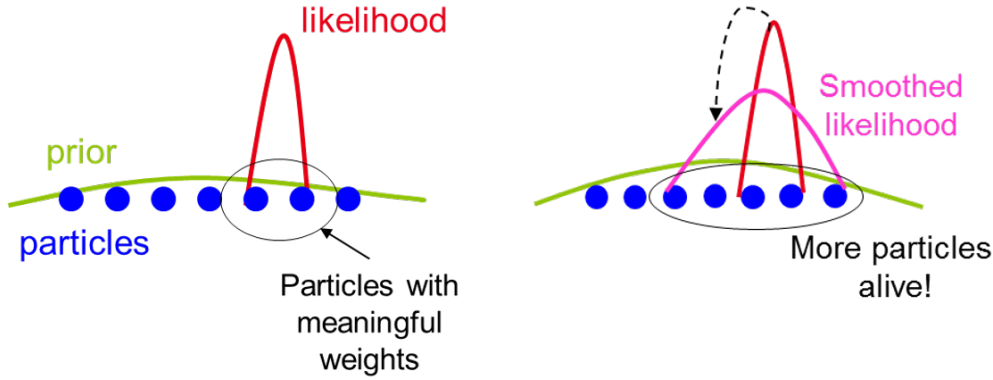 likelihood
prior
particles
Particles with
meaningful
weights
Smoothed
likelihood
More particles
alive!